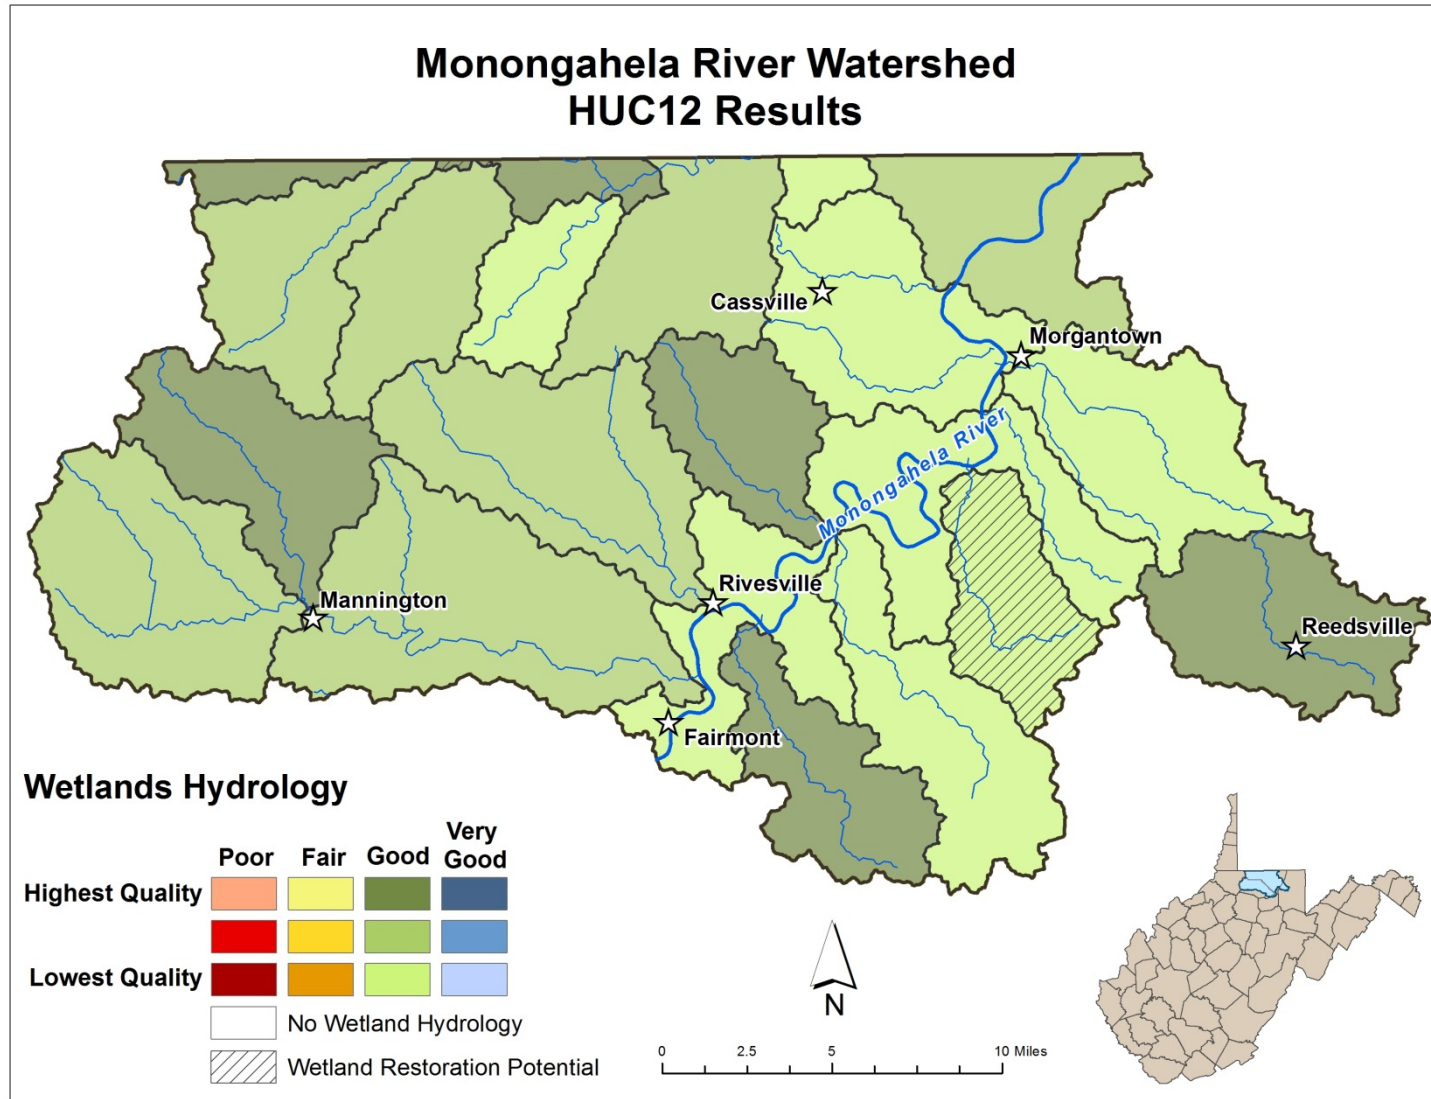 Monongahela River Watershed
HUC12 Results
Cassville
Morgantown
Monongahela River
Rivesville
Mannington
Reedsville
Fairmont
Wetlands Hydrology
Poor Fair Good Very Good
Highest Quality
Lowest Quality
No Wetland Hydrology
Wetland Restoration Potential
N
0 2.5 5 10 Miles